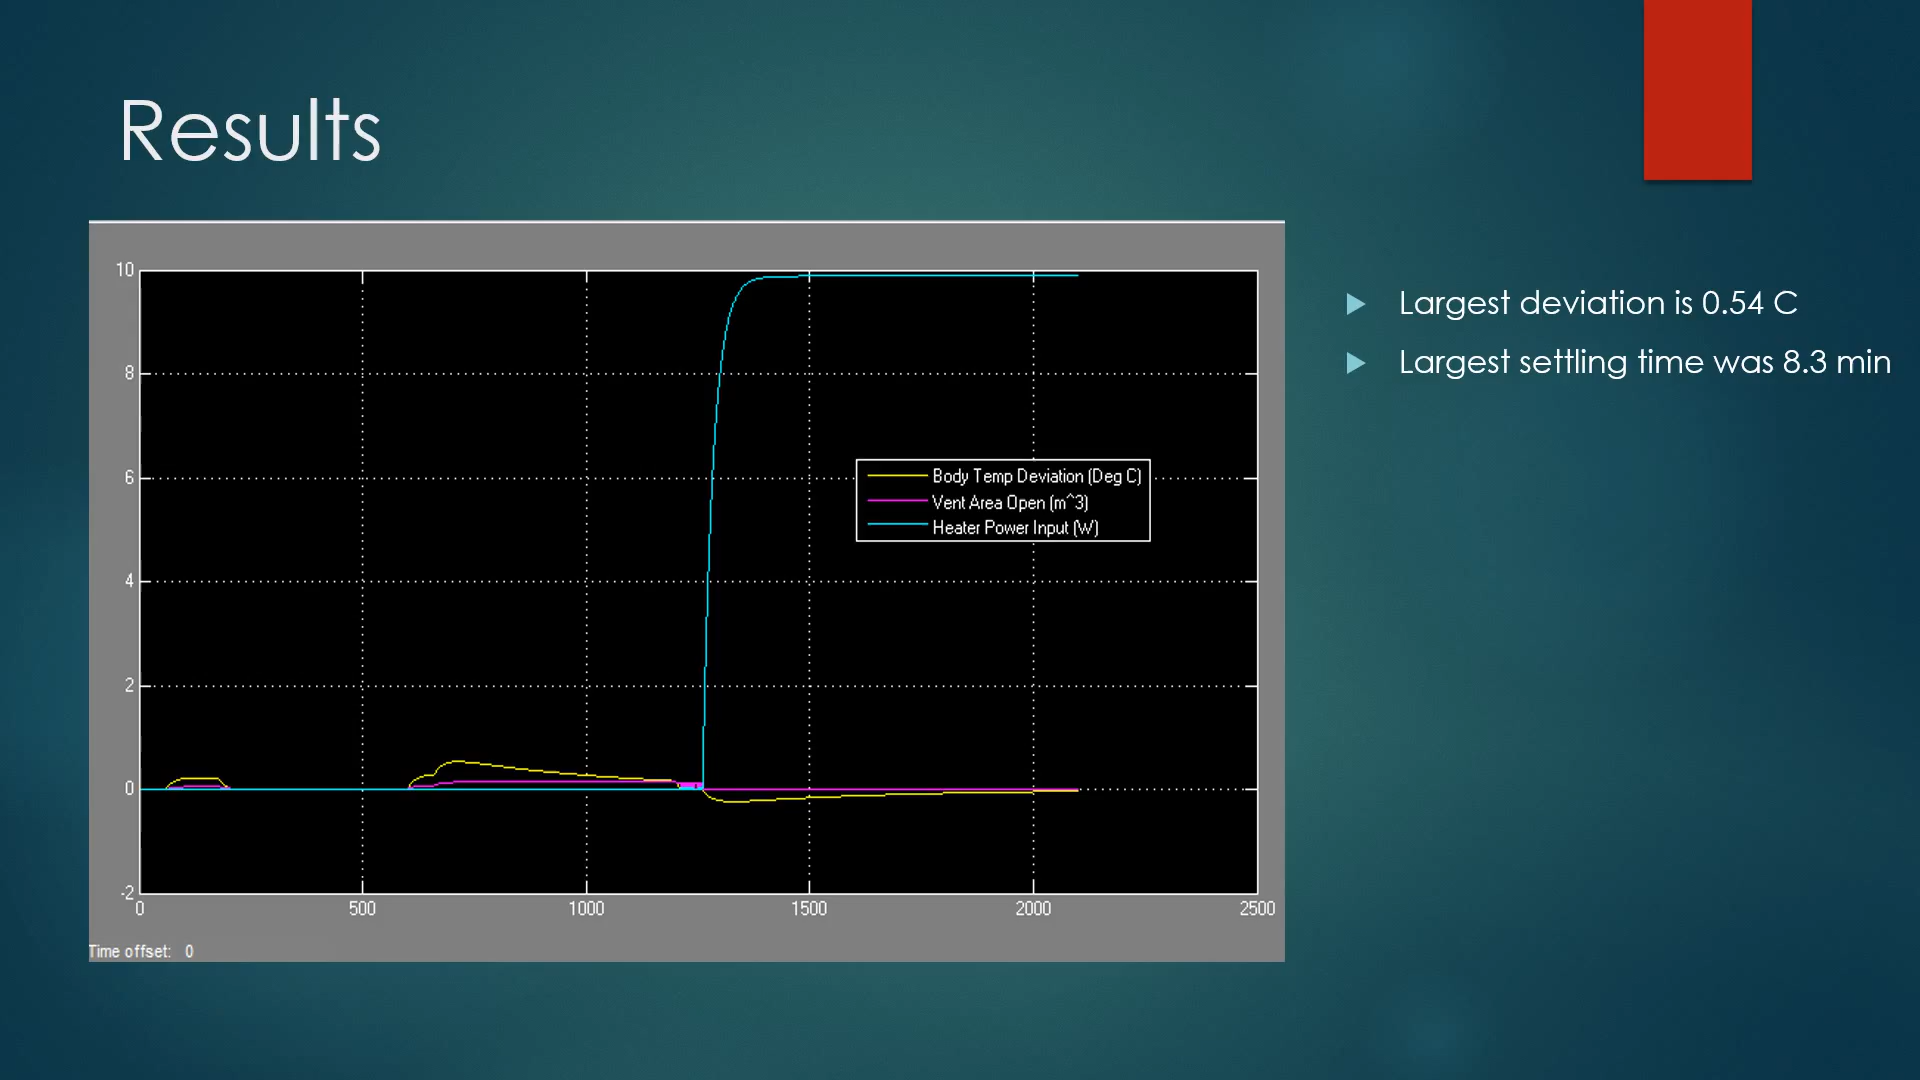 Results
10
8
6
4
2
0
-2
0 500 1000 1500 2000 2500
Body Temp Deviation (Deg C)
Vent Area Open (m^3)
Heater Power Input (W)
Time offset: 0
Largest deviation is 0.54 C
Largest settling time was 8.3 min